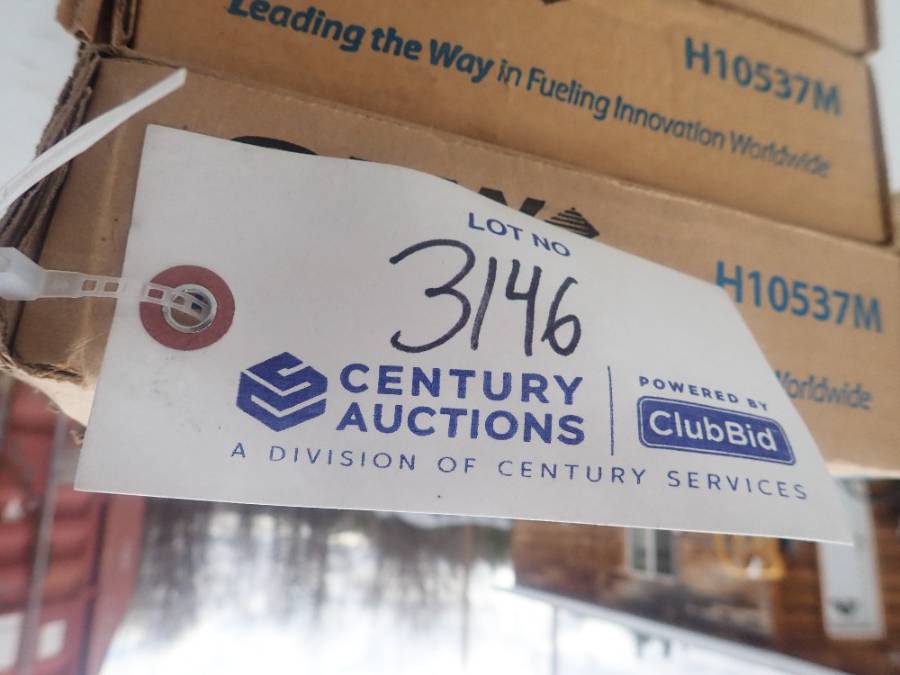 Leading the Way in Fueling Innovation Worldwide
H10537M
H10537M
Worldwide
LOT NO
3146
CENTURY AUCTIONS
POWERED BY
ClubBid
A DIVISION OF CENTURY SERVICES